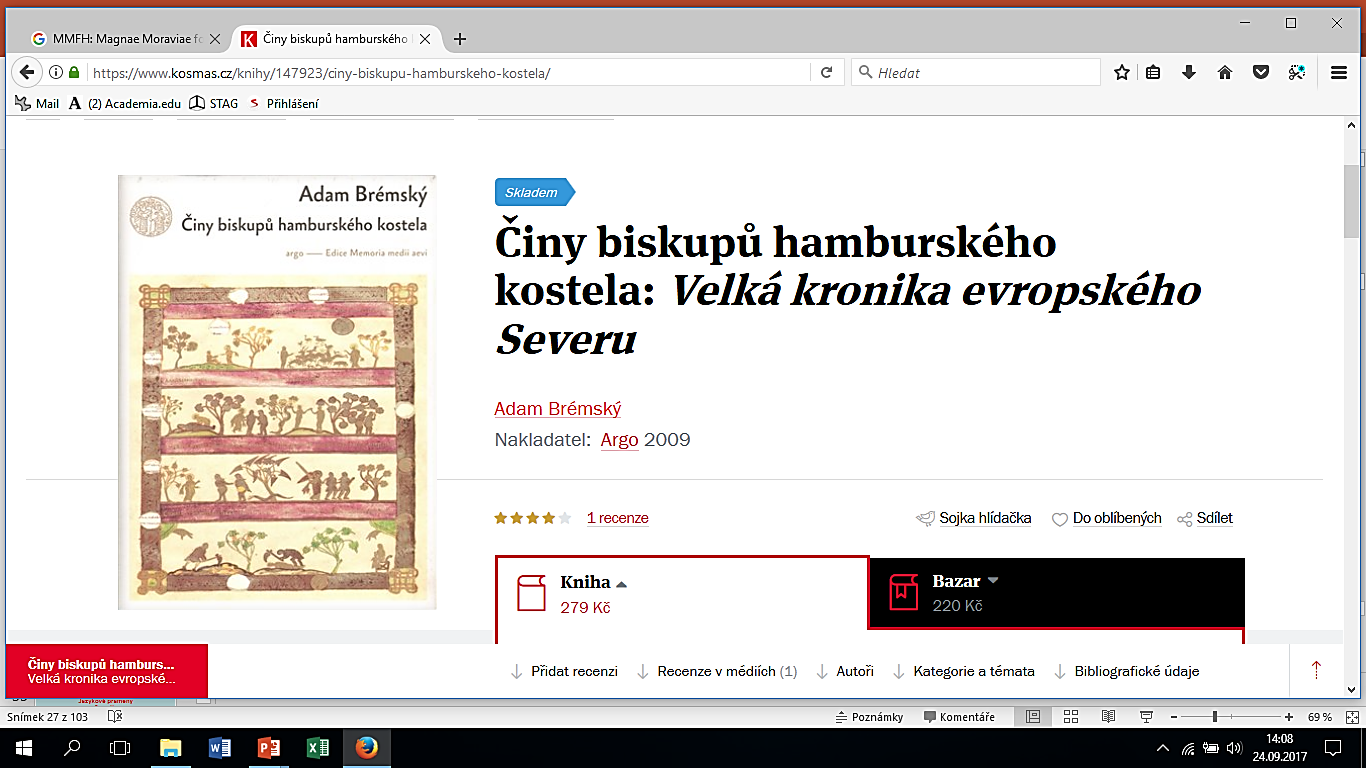 MMFH: Magnae Moraviae fo
Činy biskupů hamburského
https://www.kosmas.cz/knihy/147923/ciny-biskupu-hamburskeho-kostela/
Hledat
Mail
(2) Academia.edu
STAG
Přihlášení
Adam Brémský
Činy biskupů hamburského kostela
argo — Edice Memoria medii aevi
Skladem
Činy biskupů hamburského
kostela: Velká kronika evropského
Severu
Adam Brémský
Nakladatel: Argo 2009
1 recenze
Sojka hlídačka
Do oblíbených
Sdílet
Kniha
279 Kč
Bazar
220 Kč
Činy biskupů hamburs...
Velká kronika evropské...
Přidat recenzi
Recenze v médiích (1)
Autoři
Kategorie a témata
Bibliografické údaje
Jazykové prameny
Snímek 27 z 103
Poznámky
Komentáře
69 %
14:08
24.09.2017